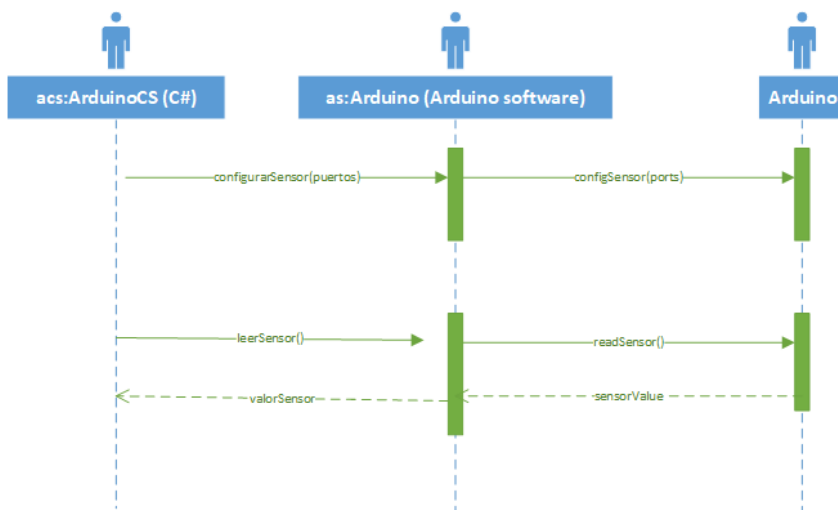 acs:ArduinoCS (C#)
as:Arduino (Arduino software)
Arduino
configurarSensor(puertos)
configSensor(ports)
leerSensor()
readSensor()
valorSensor
sensorValue